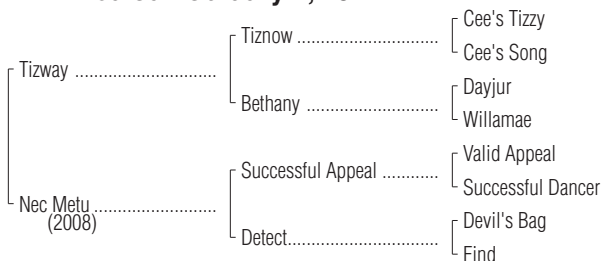 Cee's Tizzy
Tiznow
Cee's Song
Tizway
Dayjur
Bethany
Willamae
Valid Appeal
Successful Appeal
Successful Dancer
Nec Metu
(2008)
Devil's Bag
Detect
Find